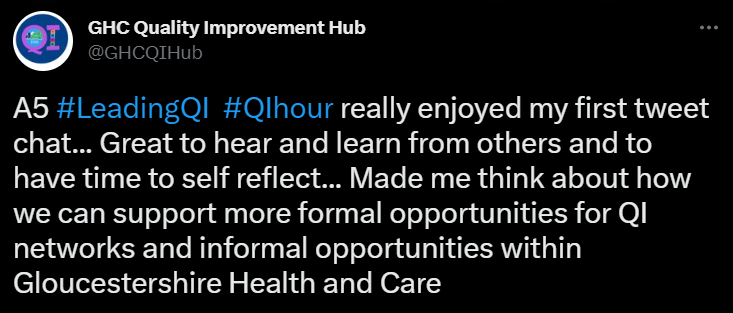 GHC Quality Improvement Hub
@GHCQIHub
A5 #LeadingQI #QIhour really enjoyed my first tweet
chat... Great to hear and learn from others and to
have time to self reflect... Made me think about how
we can support more formal opportunities for QI
networks and informal opportunities within
Gloucestershire Health and Care
QI